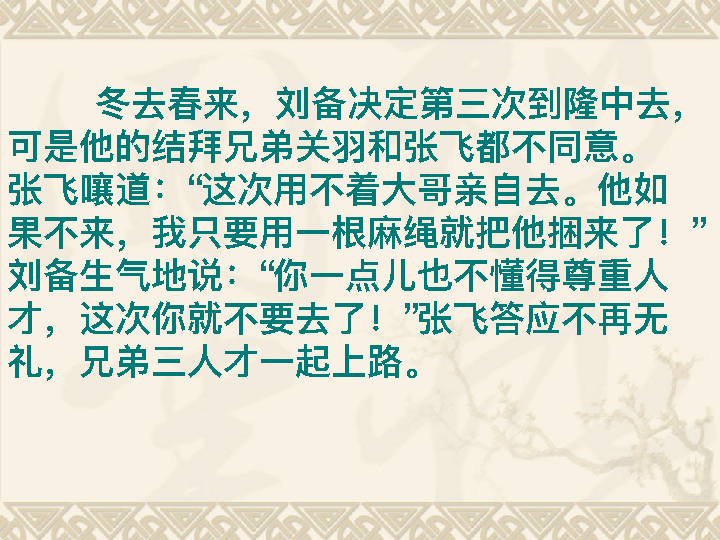 冬去春来，刘备决定第三次到隆中去，
可是他的结拜兄弟关羽和张飞都不同意。
张飞嚷道：“这次用不着大哥亲自去。他如
果不来，我只要用一根麻绳就把他捆来了！”
刘备生气地说：“你一点儿也不懂得尊重人
才，这次你就不要去了！”张飞答应不再无
礼，兄弟三人才一起上路。